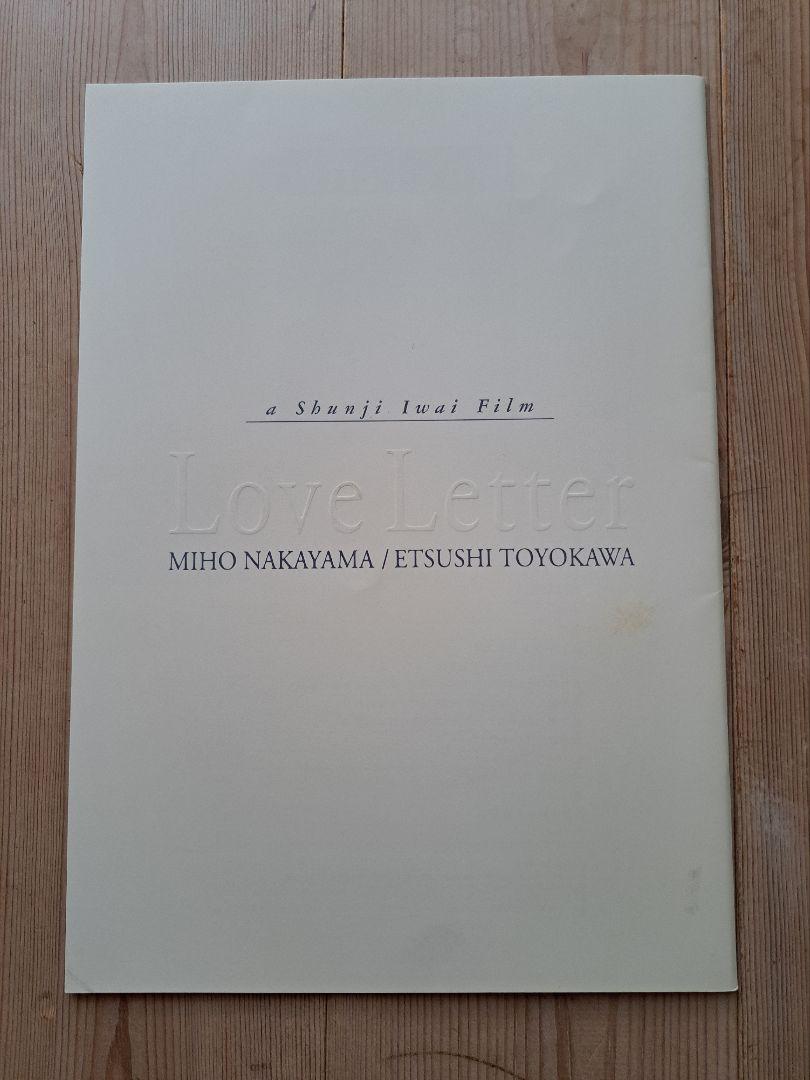 a Shunji Iwai Film
Love Letter
MIHO NAKAYAMA / ETSUSHI TOYOKAWA